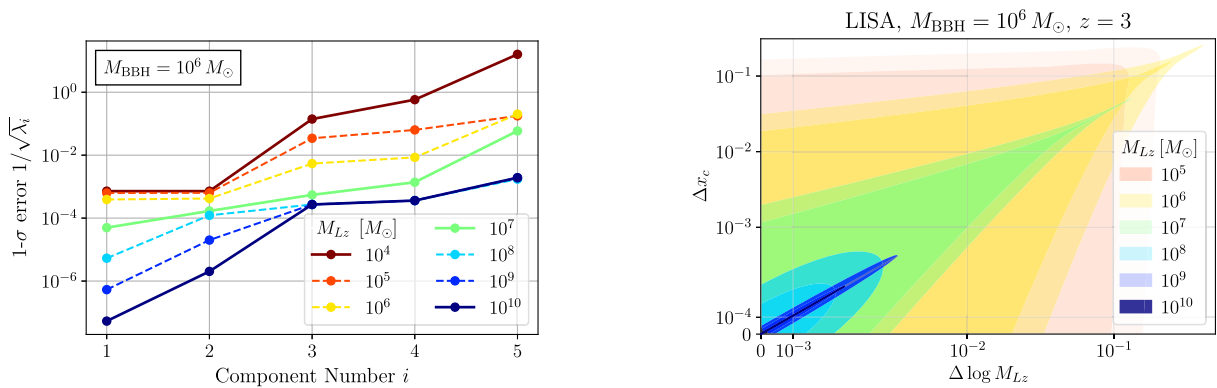 M_BBH = 10^6 M_⊙
1-σ error 1/√λ_i
10^0
10^−2
10^−4
10^−6
M_Lz [M_⊙]
10^4
10^5
10^6
10^7
10^8
10^9
10^10
1 2 3 4 5
Component Number i
LISA, M_BBH = 10^6 M_⊙, z = 3
Δx_c
10^−1
10^−2
10^−3
10^−4
0
M_Lz [M_⊙]
10^5
10^6
10^7
10^8
10^9
10^10
0 10^−3 10^−2 10^−1
Δ log M_Lz